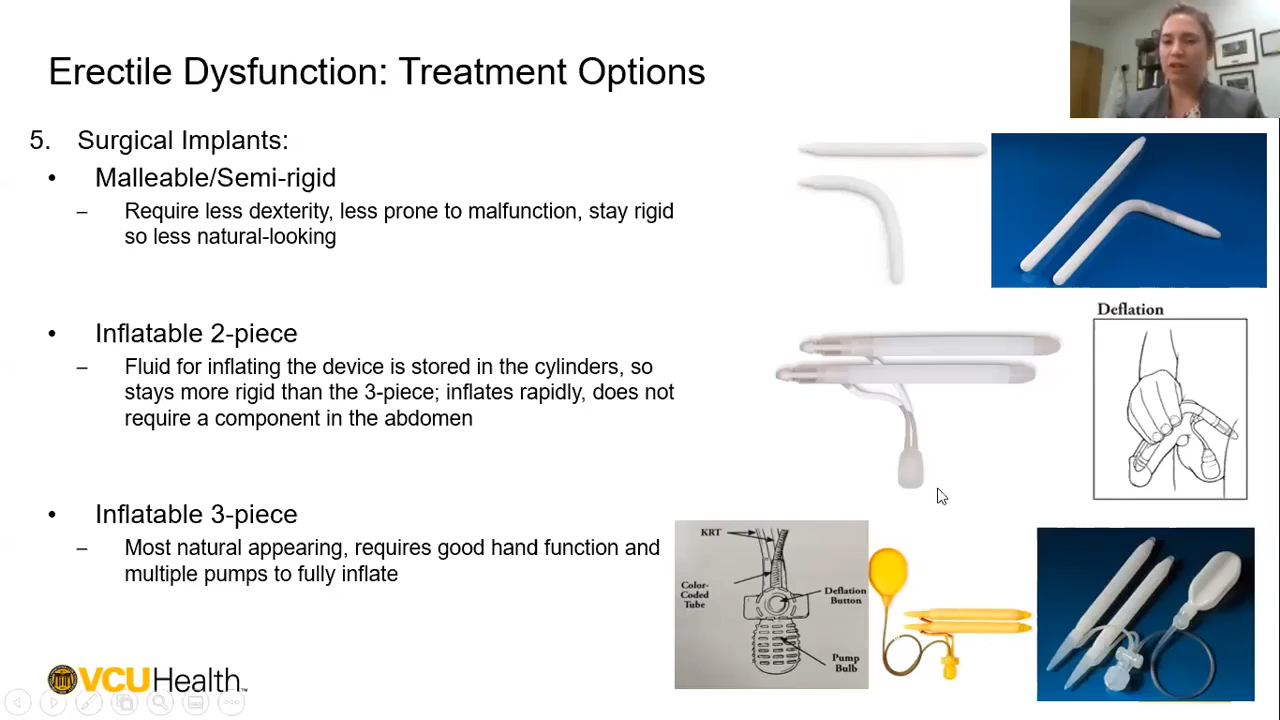 Erectile Dysfunction: Treatment Options
5. Surgical Implants:
• Malleable/Semi-rigid
– Require less dexterity, less prone to malfunction, stay rigid
so less natural-looking
• Inflatable 2-piece
– Fluid for inflating the device is stored in the cylinders, so
stays more rigid than the 3-piece; inflates rapidly, does not
require a component in the abdomen
• Inflatable 3-piece
– Most natural appearing, requires good hand function and
multiple pumps to fully inflate
Deflation
KRT
Color-
Coded
Tube
Deflation
Button
Pump
Bulb
VCUHealth™